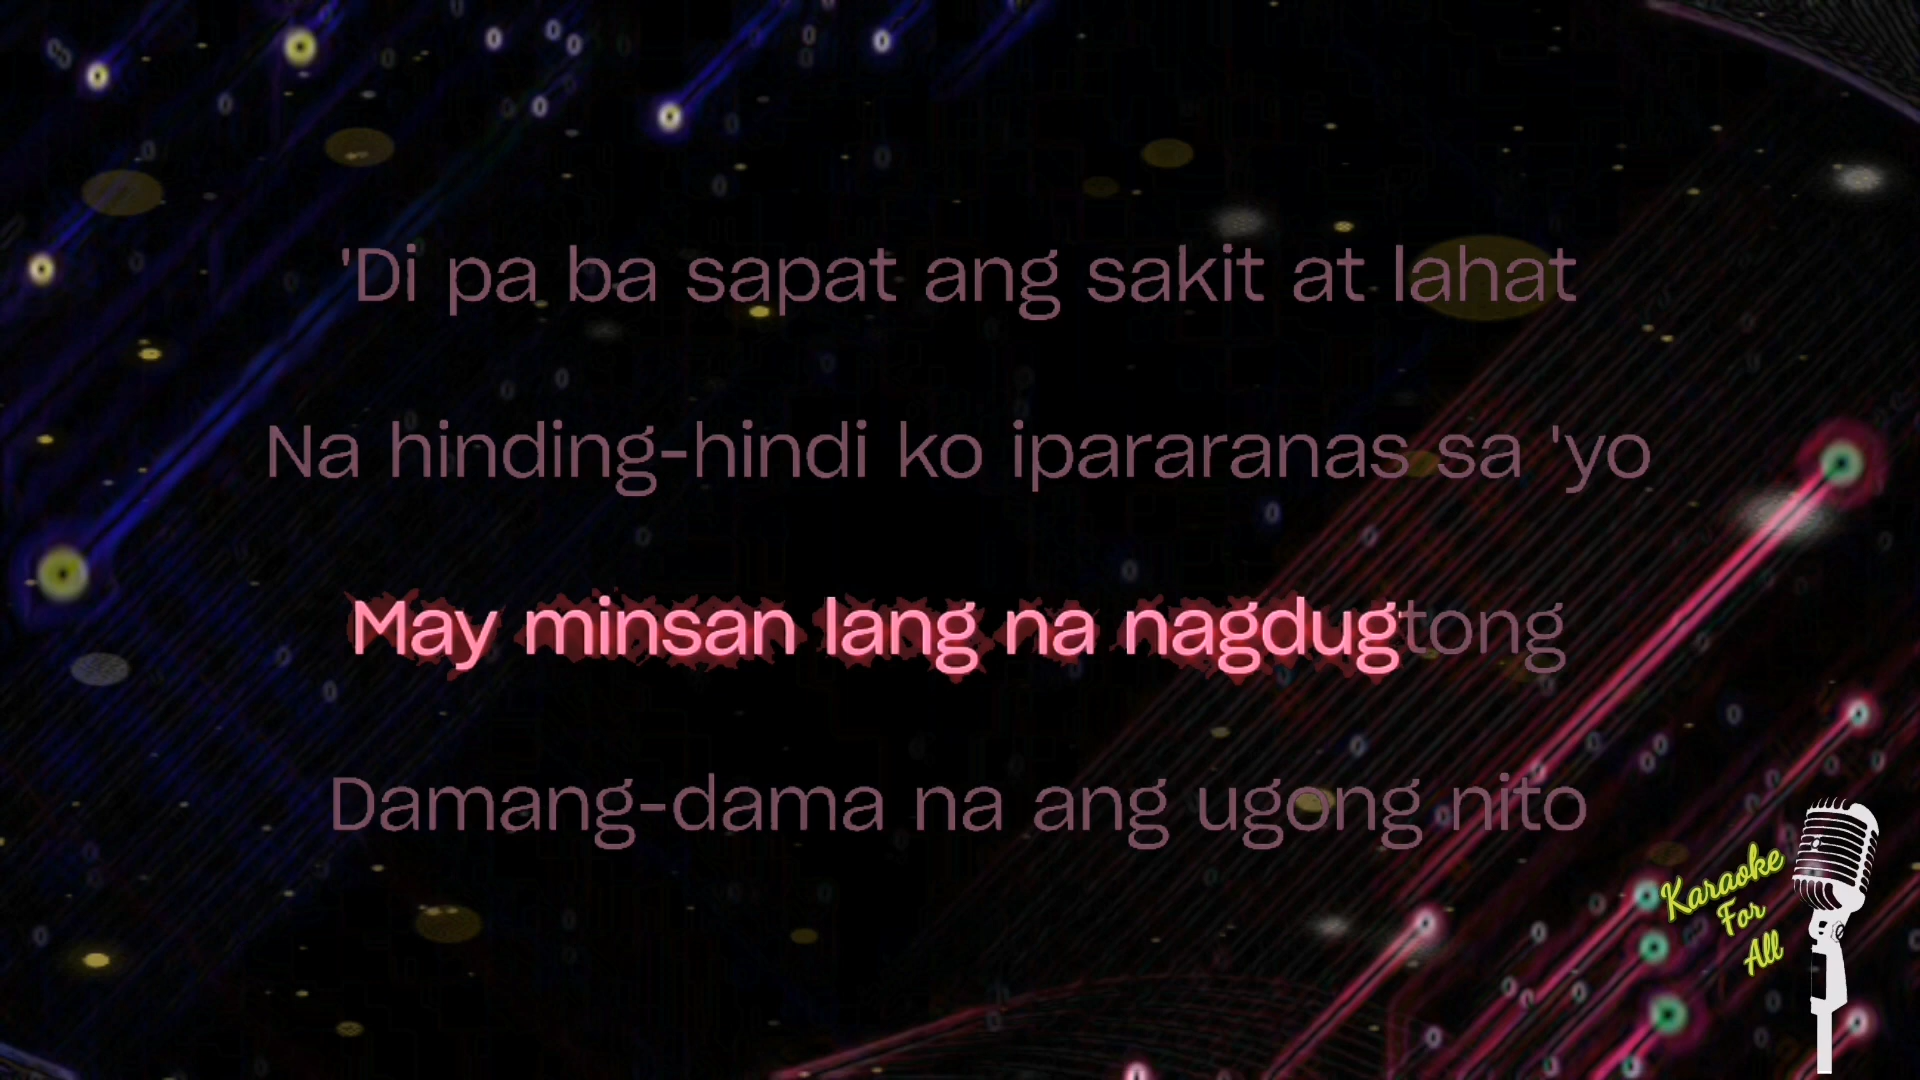 'Di pa ba sapat ang sakit at lahat
Na hinding-hindi ko ipararanas sa 'yo
May minsan lang na nagdugtong
Damang-dama na ang ugong nito
Karaoke
For
All